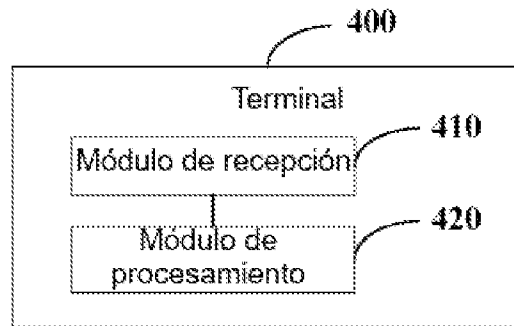 400
Terminal
Módulo de recepción
410
Módulo de
procesamiento
420